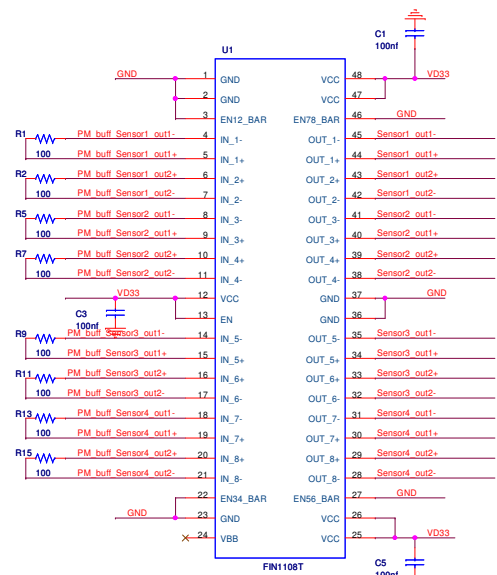 C1
100nf
U1
GND 1 GND VCC 48 VD33
2 GND VCC 47
3 EN12_BAR EN78_BAR 46 GND
R1 PM_buff_Sensor1_out1- 4 IN_1- OUT_1- 45 Sensor1_out1-
100 PM_buff_Sensor1_out1+ 5 IN_1+ OUT_1+ 44 Sensor1_out1+
R2 PM_buff_Sensor1_out2+ 6 IN_2+ OUT_2+ 43 Sensor1_out2+
100 PM_buff_Sensor1_out2- 7 IN_2- OUT_2- 42 Sensor1_out2-
R5 PM_buff_Sensor2_out1- 8 IN_3- OUT_3- 41 Sensor2_out1-
100 PM_buff_Sensor2_out1+ 9 IN_3+ OUT_3+ 40 Sensor2_out1+
R7 PM_buff_Sensor2_out2+ 10 IN_4+ OUT_4+ 39 Sensor2_out2+
100 PM_buff_Sensor2_out2- 11 IN_4- OUT_4- 38 Sensor2_out2-
VD33 12 VCC GND 37 GND
C3 13 EN GND 36
100nf
R9 PM_buff_Sensor3_out1- 14 IN_5- OUT_5- 35 Sensor3_out1-
100 PM_buff_Sensor3_out1+ 15 IN_5+ OUT_5+ 34 Sensor3_out1+
R11 PM_buff_Sensor3_out2+ 16 IN_6+ OUT_6+ 33 Sensor3_out2+
100 PM_buff_Sensor3_out2- 17 IN_6- OUT_6- 32 Sensor3_out2-
R13 PM_buff_Sensor4_out1- 18 IN_7- OUT_7- 31 Sensor4_out1-
100 PM_buff_Sensor4_out1+ 19 IN_7+ OUT_7+ 30 Sensor4_out1+
R15 PM_buff_Sensor4_out2+ 20 IN_8+ OUT_8+ 29 Sensor4_out2+
100 PM_buff_Sensor4_out2- 21 IN_8- OUT_8- 28 Sensor4_out2-
22 EN34_BAR EN56_BAR 27 GND
GND 23 GND VCC 26
24 VBB VCC 25 VD33
FIN1108T
C5
100nf